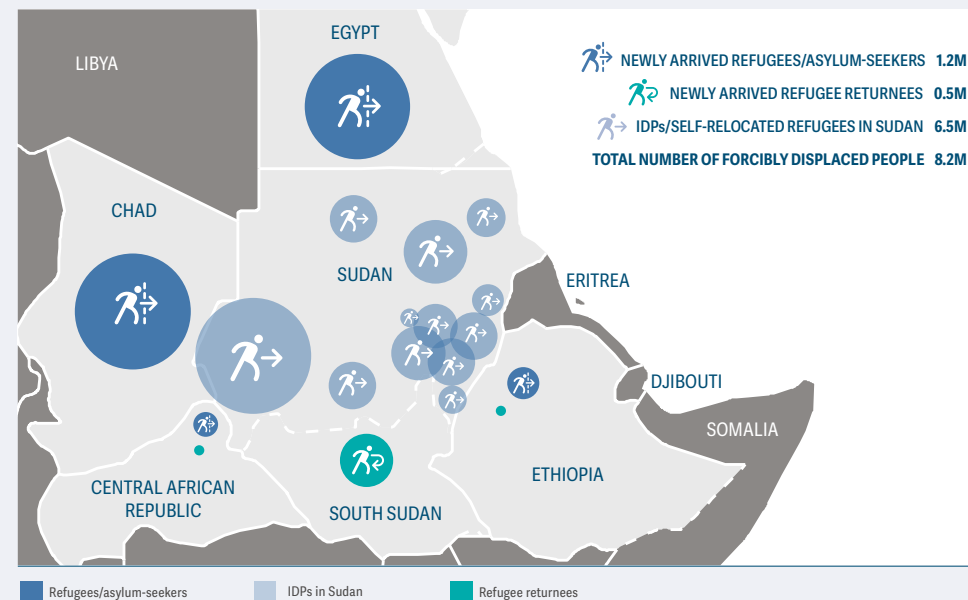 EGYPT
LIBYA
NEWLY ARRIVED REFUGEES/ASYLUM-SEEKERS 1.2M
NEWLY ARRIVED REFUGEE RETURNEES 0.5M
IDPs/SELF-RELOCATED REFUGEES IN SUDAN 6.5M
TOTAL NUMBER OF FORCIBLY DISPLACED PEOPLE 8.2M
CHAD
SUDAN
ERITREA
DJIBOUTI
SOMALIA
ETHIOPIA
CENTRAL AFRICAN
REPUBLIC
SOUTH SUDAN
Refugees/asylum-seekers
IDPs in Sudan
Refugee returnees